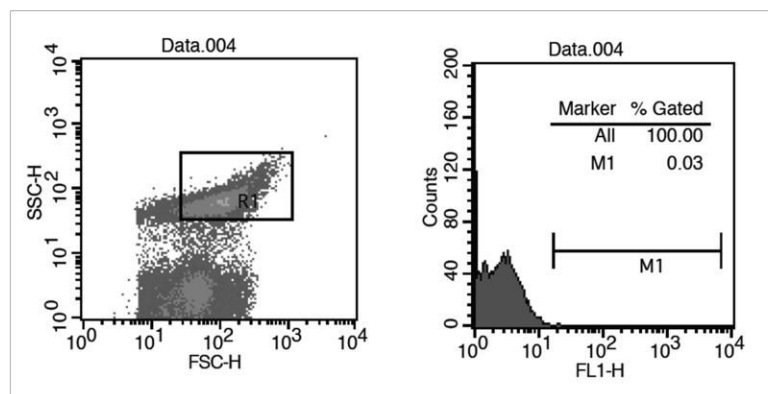 Data.004
10^4
10^3
10^2
10^1
10^0
SSC-H
R1
10^0 10^1 10^2 10^3 10^4
FSC-H
Data.004
200
160
120
80
40
0
Counts
Marker % Gated
All 100.00
M1 0.03
M1
10^0 10^1 10^2 10^3 10^4
FL1-H